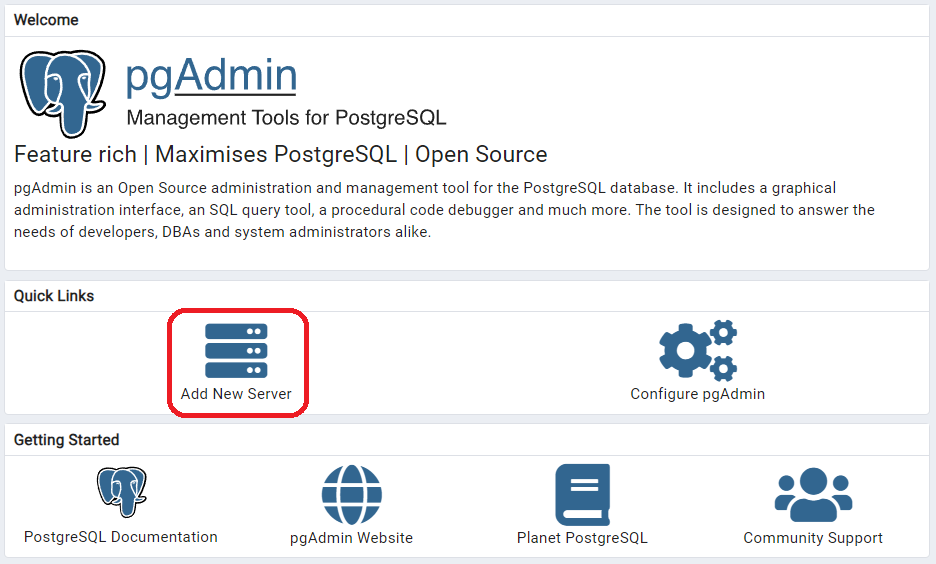 Welcome
pgAdmin
Management Tools for PostgreSQL
Feature rich | Maximises PostgreSQL | Open Source
pgAdmin is an Open Source administration and management tool for the PostgreSQL database. It includes a graphical
administration interface, an SQL query tool, a procedural code debugger and much more. The tool is designed to answer the
needs of developers, DBAs and system administrators alike.
Quick Links
Add New Server
Configure pgAdmin
Getting Started
PostgreSQL Documentation
pgAdmin Website
Planet PostgreSQL
Community Support